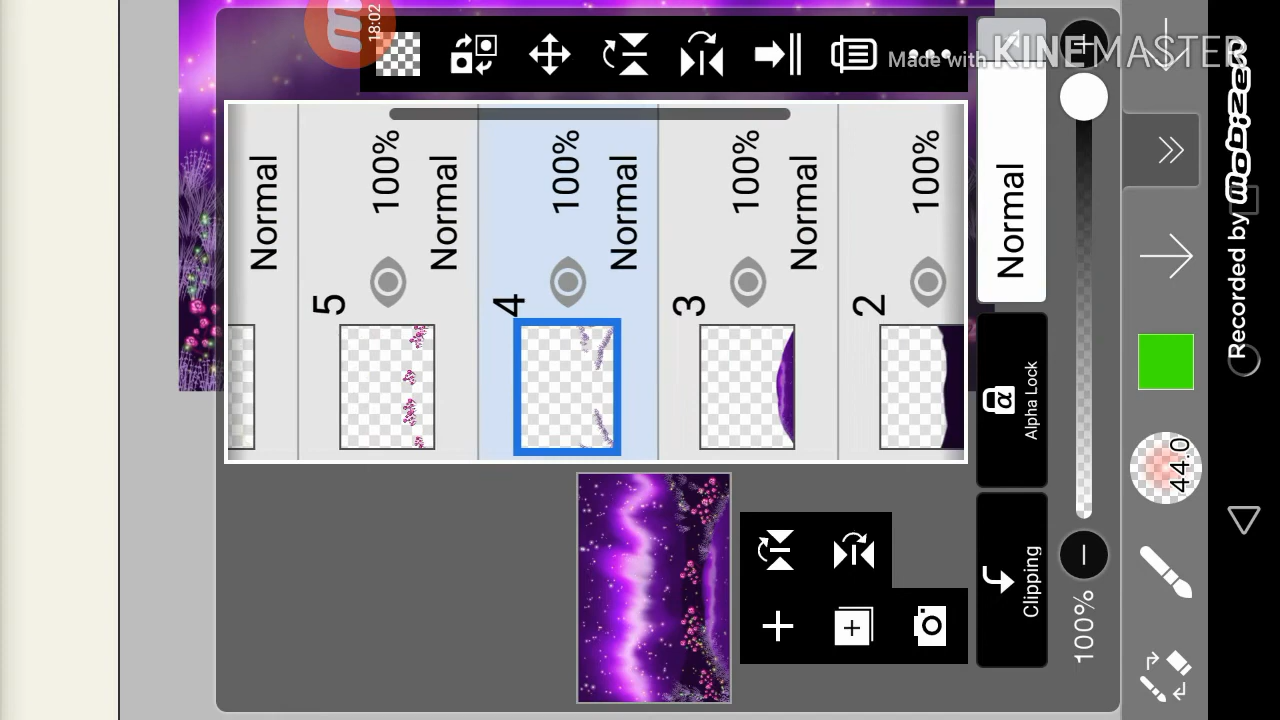 18:02
Made with KINEMASTER
Recorded by mobizen
Normal
5
100%
Normal
4
100%
Normal
3
100%
Normal
2
100%
Normal
Alpha Lock
Clipping
100%
44.0